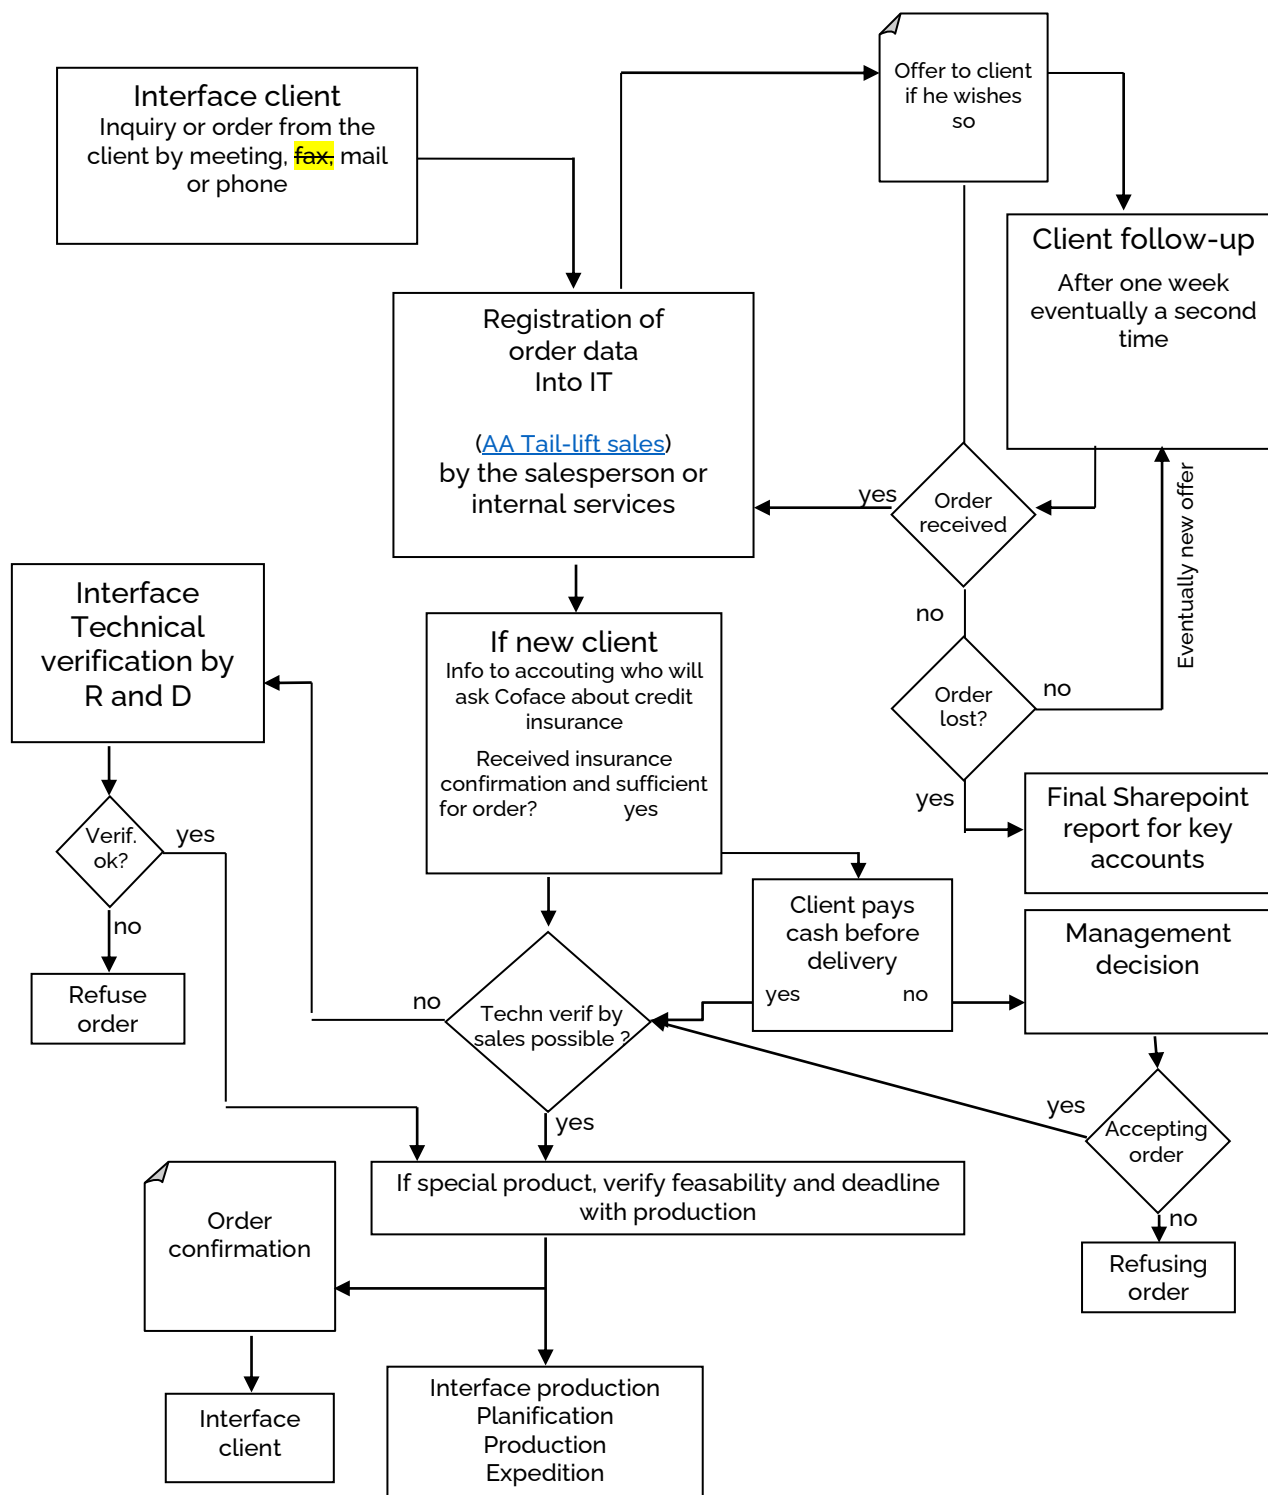 Interface client
Inquiry or order from the
client by meeting, fax, mail
or phone
Offer to client
if he wishes
so
Client follow-up
After one week
eventually a second
time
Registration of
order data
Into IT
(AA Tail-lift sales)
by the salesperson or
internal services
yes
Order
received
Eventually new offer
no
Order
lost?
no
yes
Final Sharepoint
report for key
accounts
Interface
Technical
verification by
R and D
If new client
Info to accouting who will
ask Coface about credit
insurance
Received insurance
confirmation and sufficient
for order? yes
Verif.
ok?
yes
no
Refuse
order
Client pays
cash before
delivery
yes no
Management
decision
no
Techn verif by
sales possible ?
yes
yes
Accepting
order
no
Refusing
order
If special product, verify feasability and deadline
with production
Order
confirmation
Interface
client
Interface production
Planification
Production
Expedition